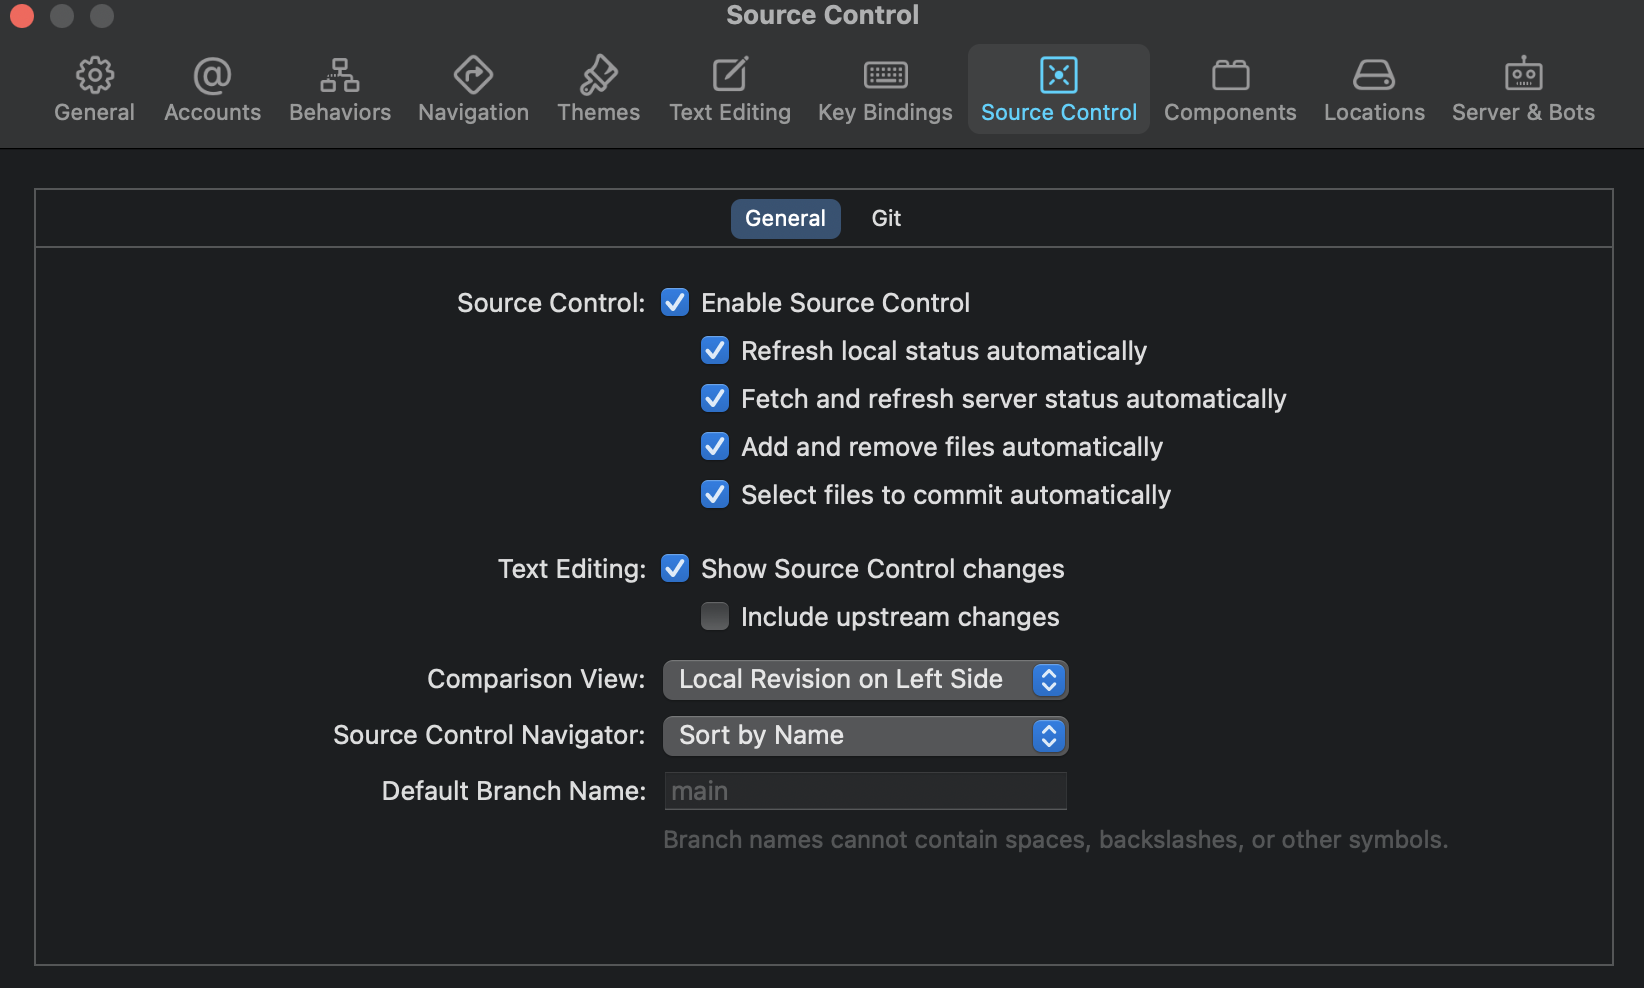 Source Control
General Accounts Behaviors Navigation Themes Text Editing Key Bindings Source Control Components Locations Server & Bots
General Git
Source Control: Enable Source Control
Refresh local status automatically
Fetch and refresh server status automatically
Add and remove files automatically
Select files to commit automatically
Text Editing: Show Source Control changes
Include upstream changes
Comparison View: Local Revision on Left Side
Source Control Navigator: Sort by Name
Default Branch Name: main
Branch names cannot contain spaces, backslashes, or other symbols.